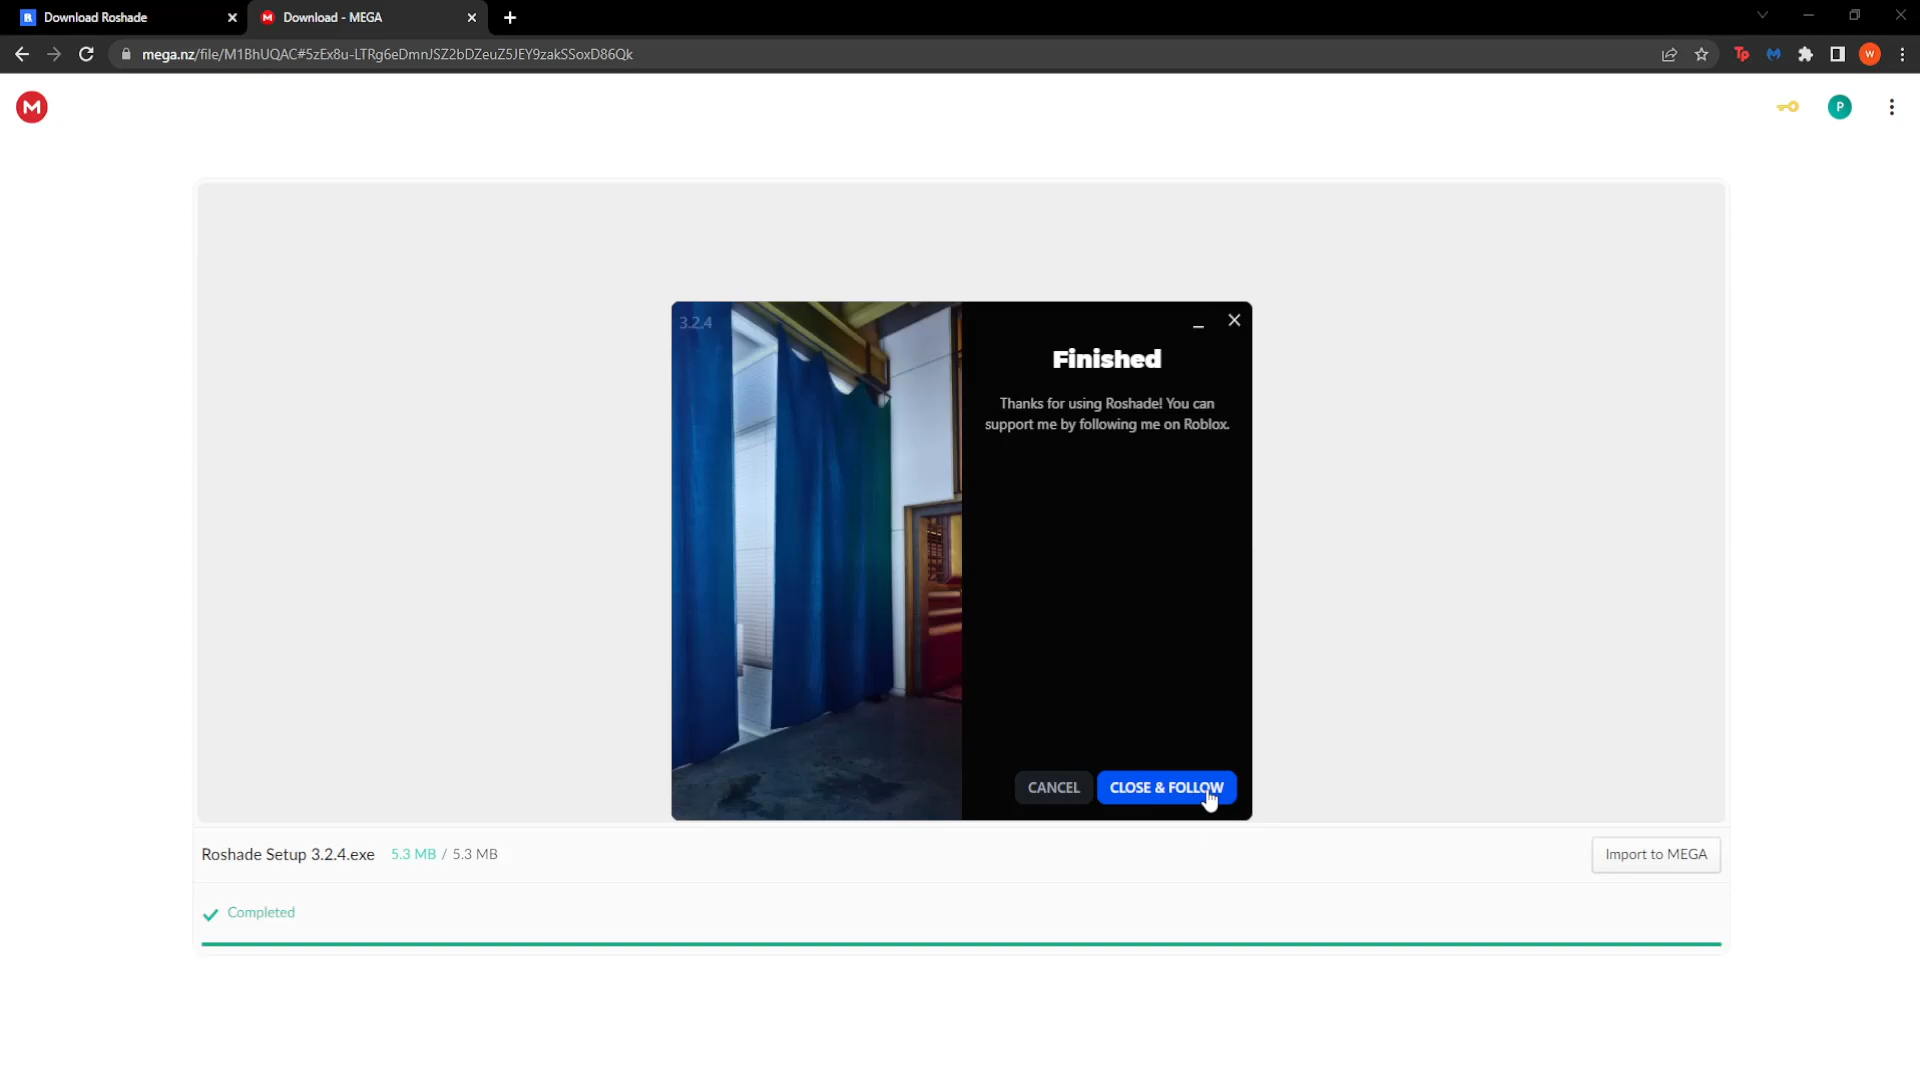 Download Roshade
Download - MEGA
mega.nz/file/M1BhUQAC#5zEx8u-LTRg6eDmnJSZ2bDZeuZ5JEY9zakSSoxD86Qk
Tp
W
M
P
3.2.4
Finished
Thanks for using Roshade! You can
support me by following me on Roblox.
CANCEL
CLOSE & FOLLOW
Roshade Setup 3.2.4.exe 5.3 MB / 5.3 MB
Import to MEGA
Completed